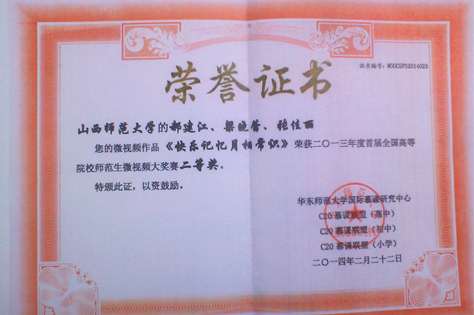 证书编号：MOOCSPDS2014025
荣誉证书
山西师范大学的郝建江、梁晓蕾、张佳丽
您的微视频作品《快乐记忆月相常识》荣获二〇一三年度首届全国高等
院校师范生微视频大奖赛二等奖。
特颁此证，以资鼓励。
华东师范大学国际慕课研究中心
C20慕课联盟（高中）
C20慕课联盟（初中）
C20慕课联盟（小学）
二〇一四年二月二十二日